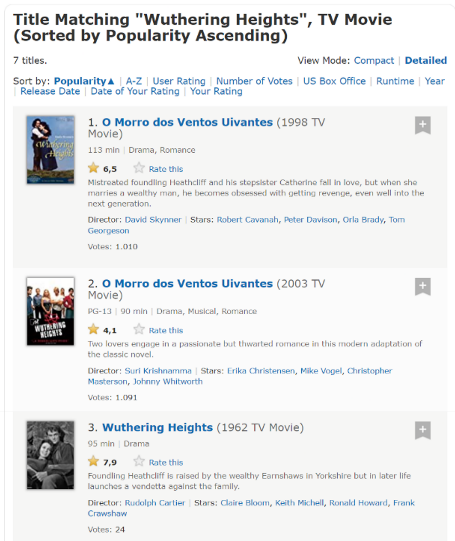 Title Matching "Wuthering Heights", TV Movie
(Sorted by Popularity Ascending)
7 titles.
View Mode: Compact | Detailed
Sort by: Popularity▲ | A-Z | User Rating | Number of Votes | US Box Office | Runtime | Year
| Release Date | Date of Your Rating | Your Rating
Wuthering Heights
1. O Morro dos Ventos Uivantes (1998 TV
Movie)
113 min | Drama, Romance
6,5 Rate this
Mistreated foundling Heathcliff and his stepsister Catherine fall in love, but when she
marries a wealthy man, he becomes obsessed with getting revenge, even well into the
next generation.
Director: David Skynner | Stars: Robert Cavanah, Peter Davison, Orla Brady, Tom
Georgeson
Votes: 1.010
WUTHERING
HEIGHTS
2. O Morro dos Ventos Uivantes (2003 TV
Movie)
PG-13 | 90 min | Drama, Musical, Romance
4,1 Rate this
Two lovers engage in a passionate but thwarted romance in this modern adaptation of
the classic novel.
Director: Suri Krishnamma | Stars: Erika Christensen, Mike Vogel, Christopher
Masterson, Johnny Whitworth
Votes: 1.091
3. Wuthering Heights (1962 TV Movie)
95 min | Drama
7,9 Rate this
Foundling Heathcliff is raised by the wealthy Earnshaws in Yorkshire but in later life
launches a vendetta against the family.
Director: Rudolph Cartier | Stars: Claire Bloom, Keith Michell, Ronald Howard, Frank
Crawshaw
Votes: 24